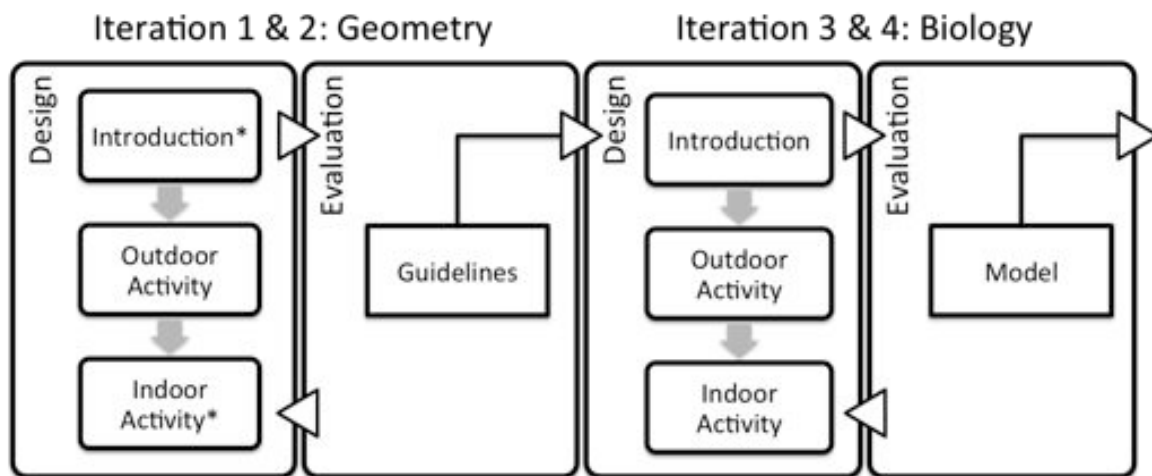 Iteration 1 & 2: Geometry
Iteration 3 & 4: Biology
Design
Introduction*
Outdoor
Activity
Indoor
Activity*
Evaluation
Guidelines
Design
Introduction
Outdoor
Activity
Indoor
Activity
Evaluation
Model